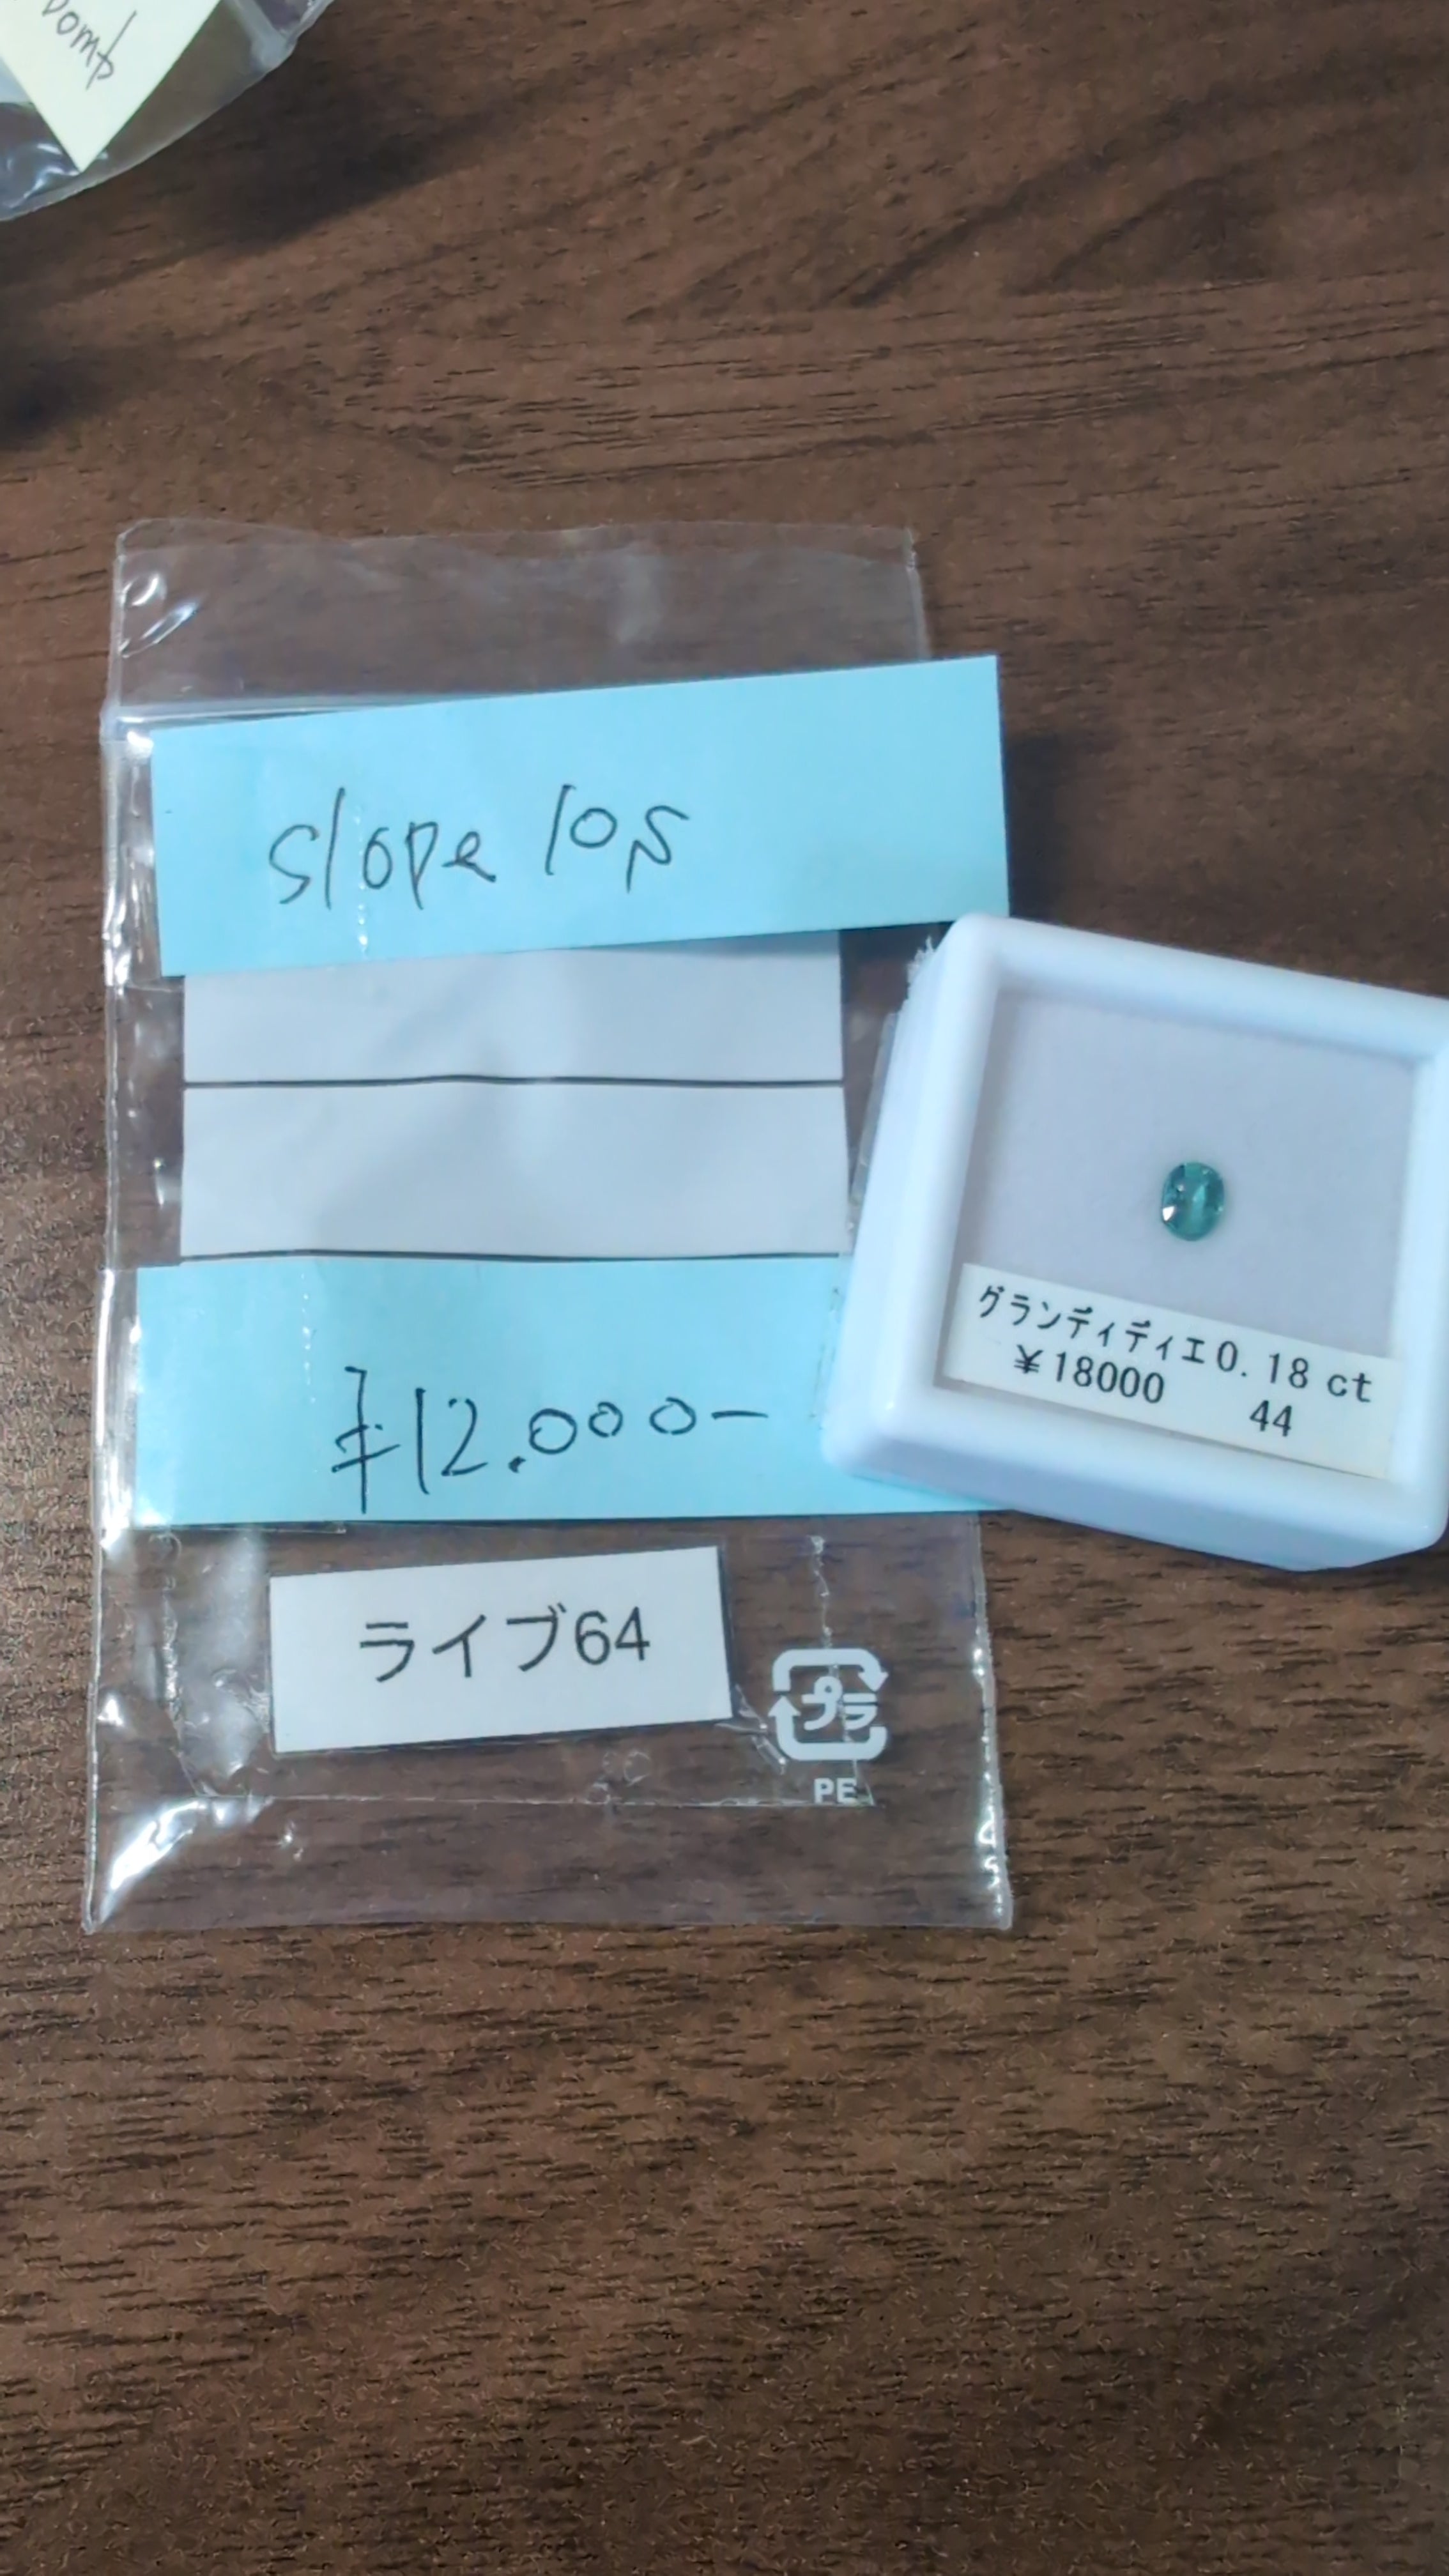 slope 10s
¥12.000-
グランディディエ0.18 ct
¥18000 44
ライブ64
プラ
PE